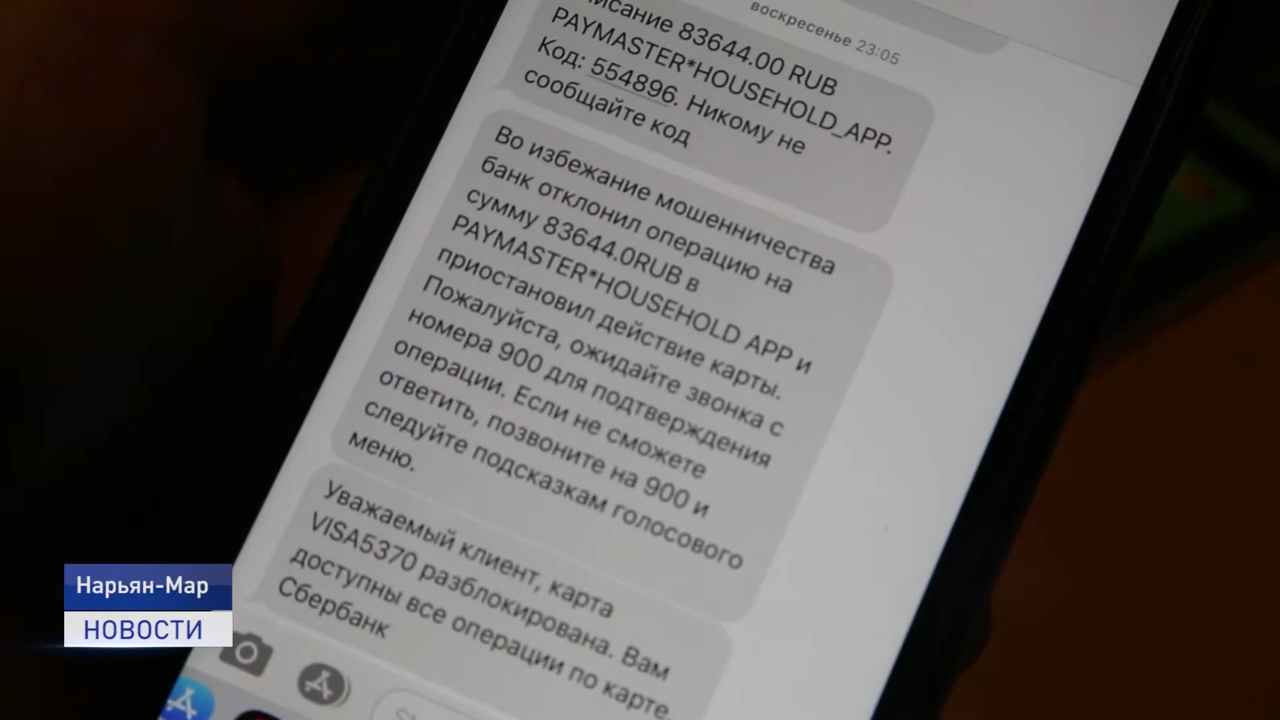 воскресенье 23:05
писание 83644.00 RUB
PAYMASTER*HOUSEHOLD_APP.
Код: 554896. Никому не
сообщайте код
Во избежание мошенничества
банк отклонил операцию на
сумму 83644.0RUB в
PAYMASTER*HOUSEHOLD APP и
приостановил действие карты.
Пожалуйста, ожидайте звонка с
номера 900 для подтверждения
операции. Если не сможете
ответить, позвоните на 900 и
следуйте подсказкам голосового
меню.
Уважаемый клиент, карта
VISA5370 разблокирована. Вам
доступны все операции по карте.
Сбербанк
Нарьян-Мар
НОВОСТИ